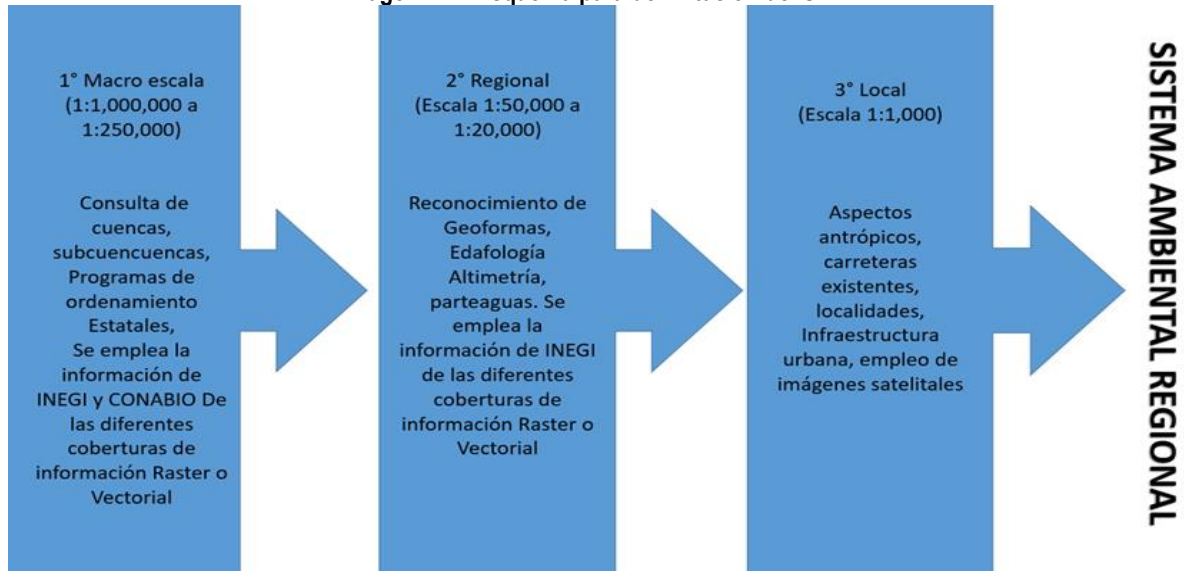 1° Macro escala
(1:1,000,000 a
1:250,000)
Consulta de
cuencas,
subcuencuencas,
Programas de
ordenamiento
Estatales,
Se emplea la
información de
INEGI y CONABIO De
las diferentes
coberturas de
información Raster o
Vectorial
2° Regional
(Escala 1:50,000 a
1:20,000)
Reconocimiento de
Geoformas,
Edafología
Altimetría,
parteaguas. Se
emplea la
información de INEGI
de las diferentes
coberturas de
información Raster o
Vectorial
3° Local
(Escala 1:1,000)
Aspectos
antrópicos,
carreteras
existentes,
localidades,
Infraestructura
urbana, empleo de
imágenes satelitales
SISTEMA AMBIENTAL REGIONAL